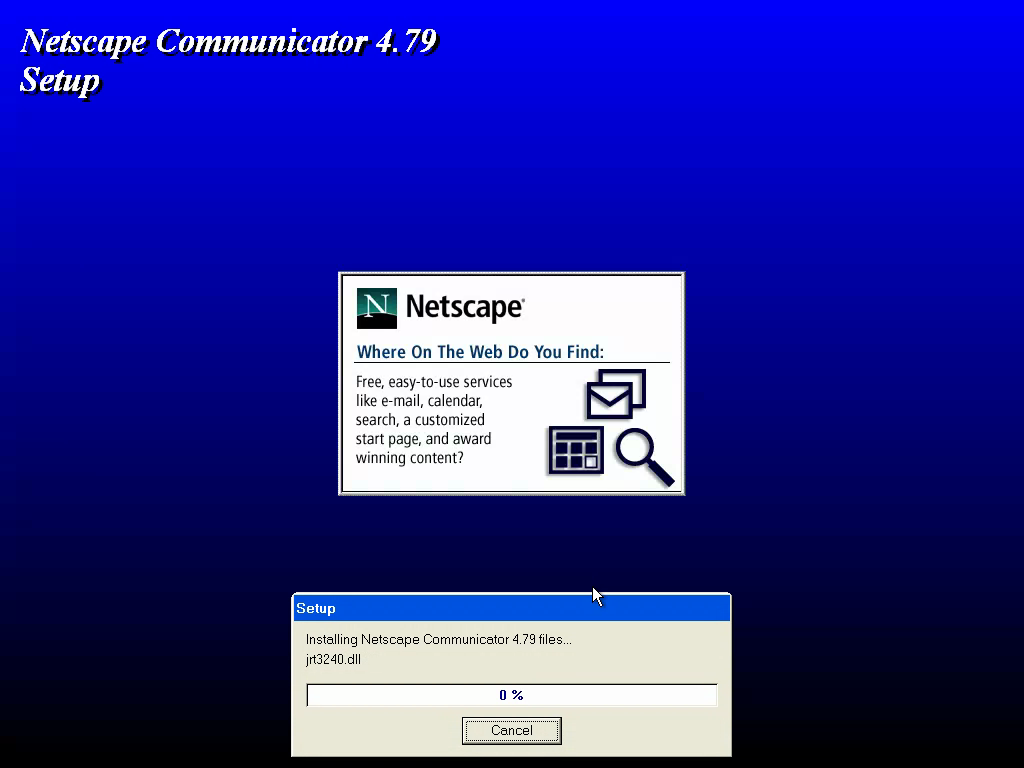 Netscape Communicator 4.79
Setup
N Netscape®
Where On The Web Do You Find:
Free, easy-to-use services
like e-mail, calendar,
search, a customized
start page, and award
winning content?
Setup
Installing Netscape Communicator 4.79 files...
jrt3240.dll
0 %
Cancel